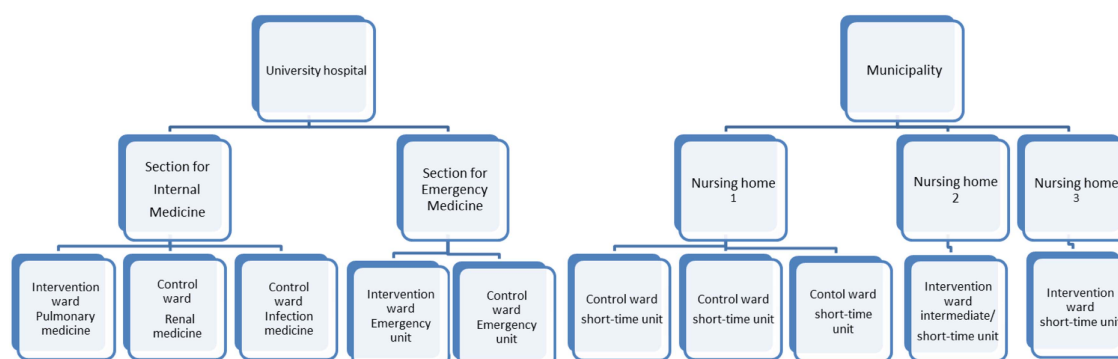 University hospital
Municipality
Section for
Internal
Medicine
Section for
Emergency
Medicine
Nursing home
1
Nursing home
2
Nursing home
3
Intervention
ward
Pulmonary
medicine
Control
ward
Renal
medicine
Control
ward
Infection
medicine
Intervention
ward
Emergency
unit
Control
ward
Emergency
unit
Control ward
short-time unit
Control ward
short-time unit
Contol ward
short-time
unit
Intervention
ward
intermediate/
short-time unit
Intervention
ward
short-time unit